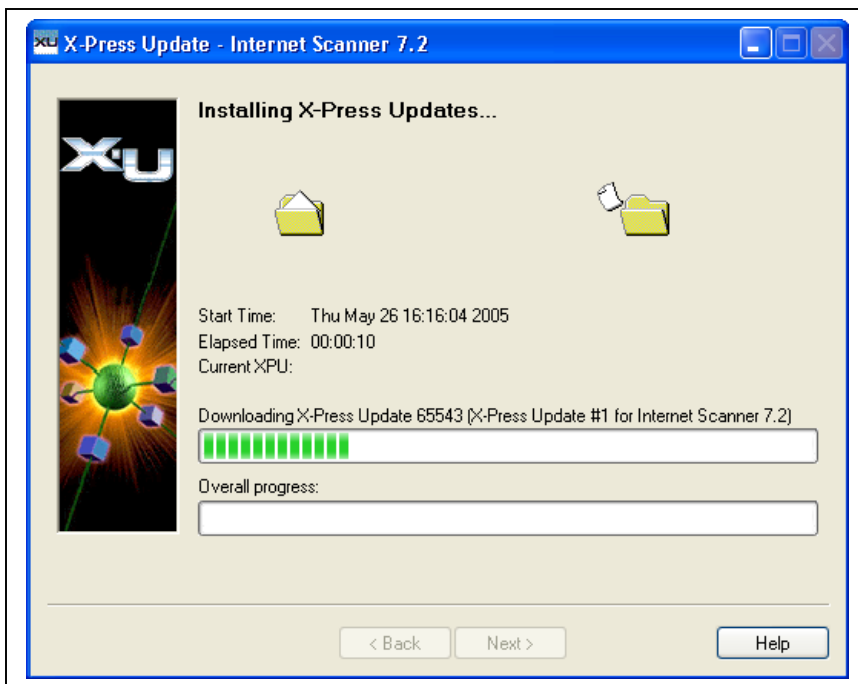 XU X-Press Update - Internet Scanner 7.2
X-U
Installing X-Press Updates...
Start Time: Thu May 26 16:16:04 2005
Elapsed Time: 00:00:10
Current XPU:
Downloading X-Press Update 65543 (X-Press Update #1 for Internet Scanner 7.2)
Overall progress:
< Back Next > Help